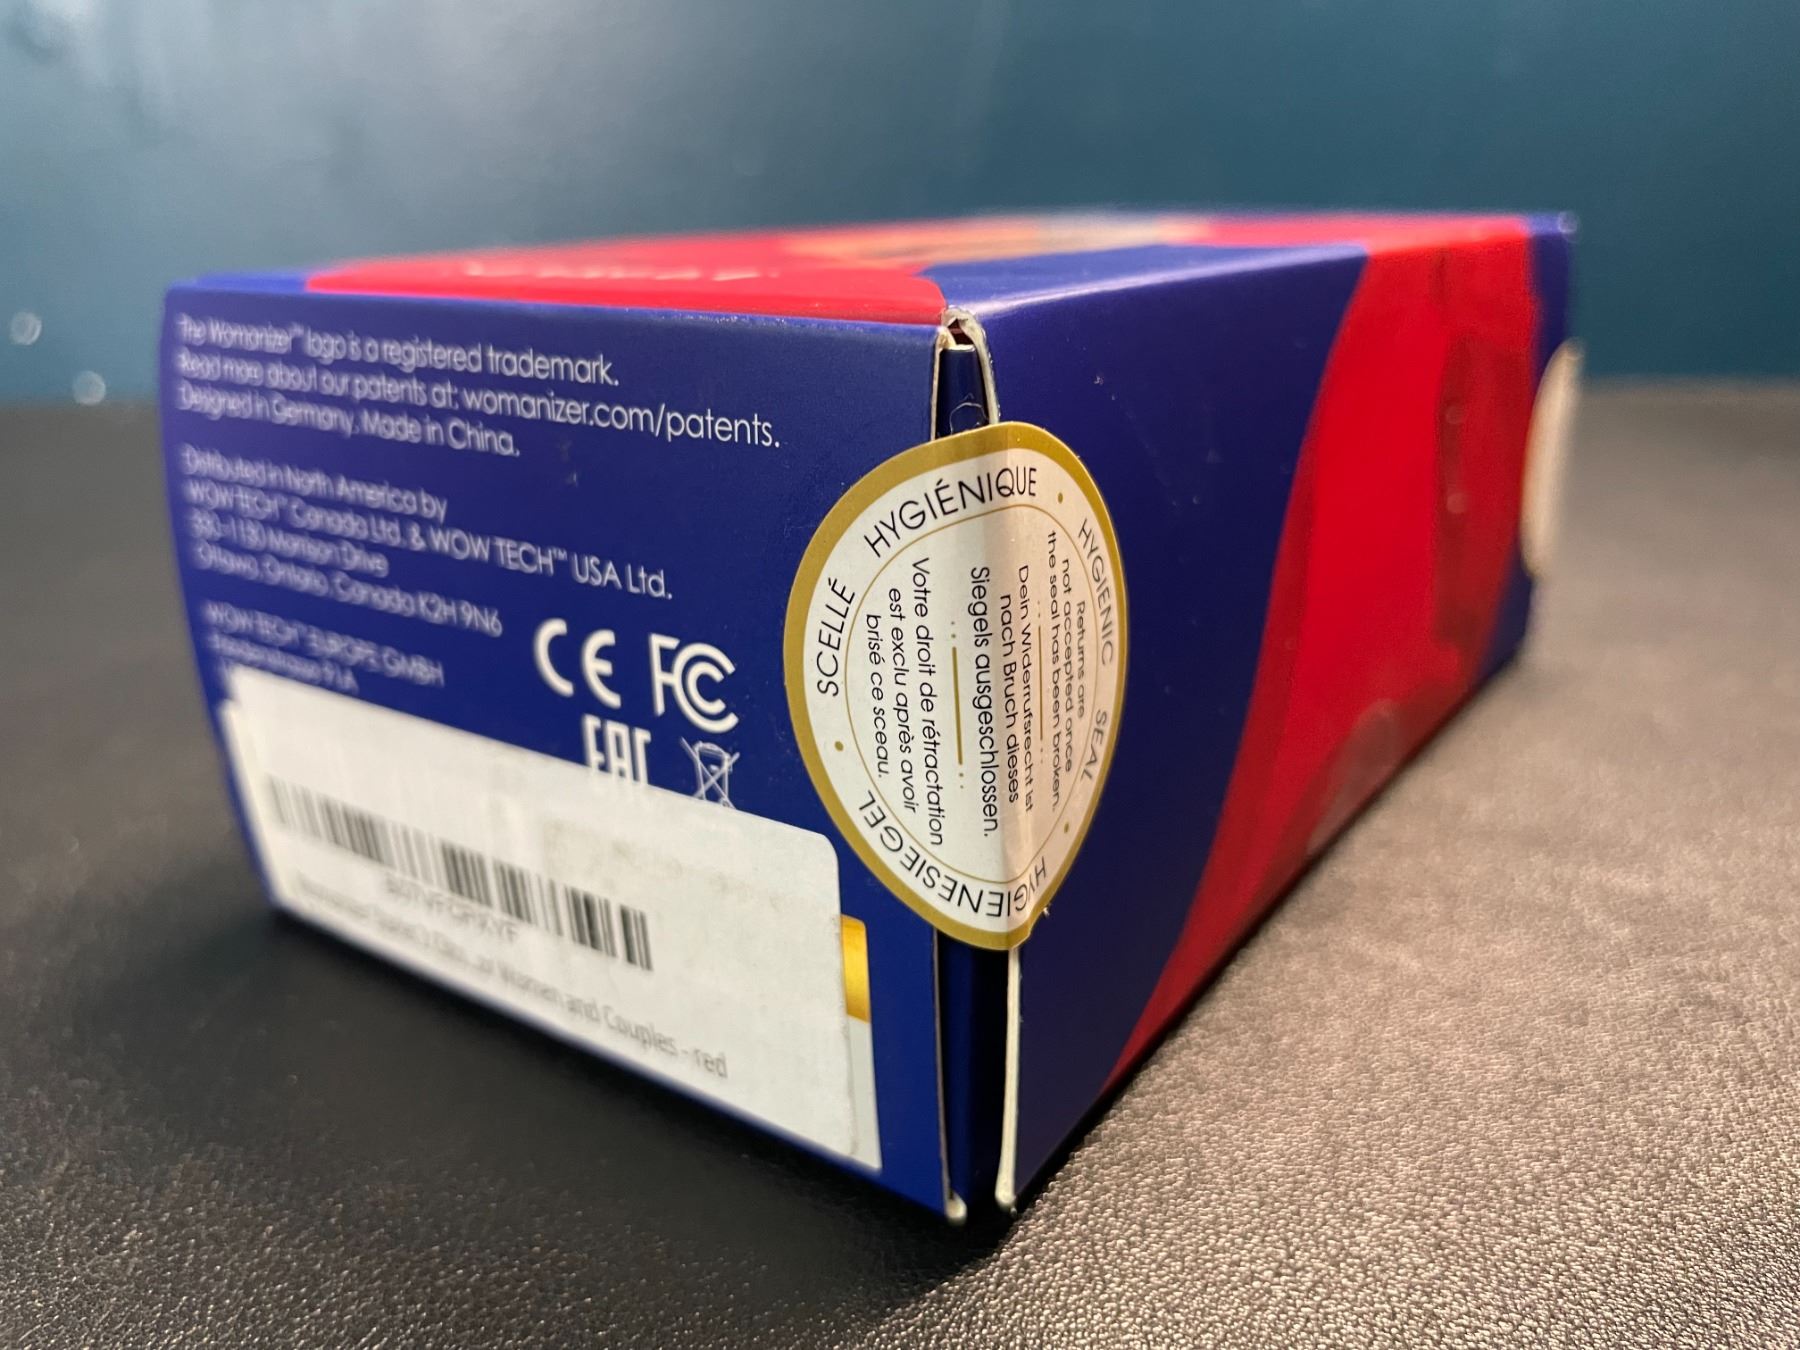 The Womanizer™ logo is a registered trademark.
Read more about our patents at: womanizer.com/patents.
Designed in Germany. Made in China.
Distributed in North America by
WOW TECH™ Canada Ltd. & WOW TECH™ USA Ltd.
330-1130 Morrison Drive
Ottawa, Ontario, Canada K2H 9N6
WOW TECH™ EUROPE GMBH
CE FC
EAC
Women and Couples - red
SCELLÉ HYGIÉNIQUE • HYGIENIC SEAL • HYGIENESIEGEL •
Returns are
not accepted once
the seal has been broken.
Dein Widerrufsrecht ist
nach Bruch dieses
Siegels ausgeschlossen.
Votre droit de rétractation
est exclu après avoir
brisé ce sceau.